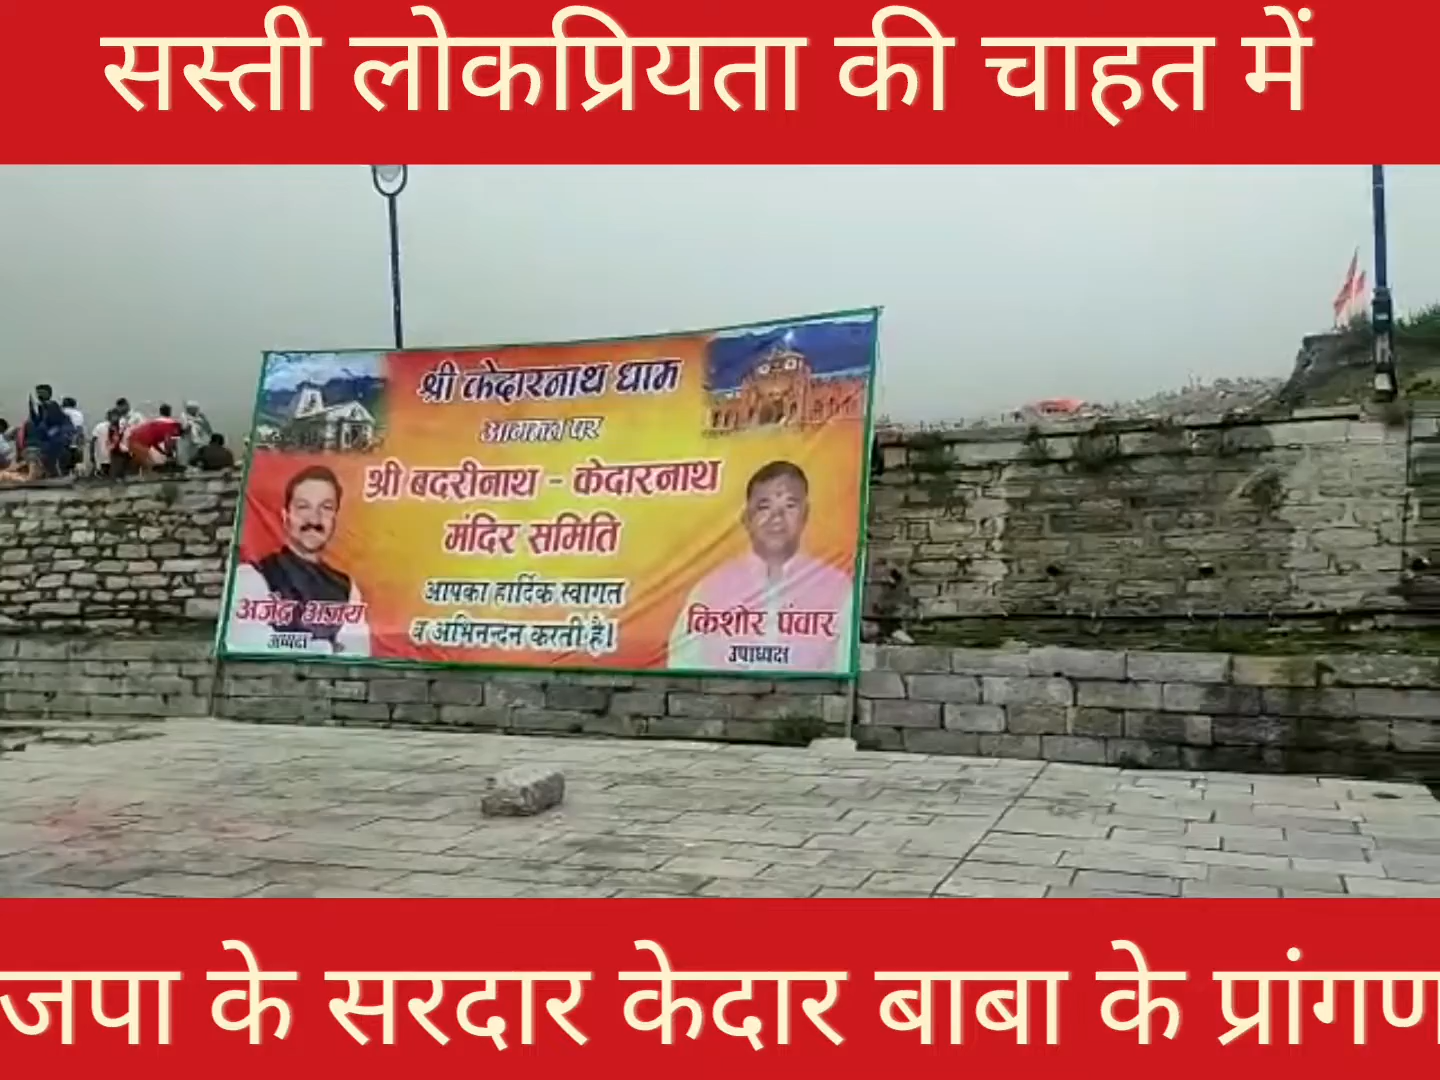 सस्ती लोकप्रियता की चाहत में
श्री केदारनाथ धाम
आगमन पर
श्री बदरीनाथ - केदारनाथ
मंदिर समिति
आपका हार्दिक स्वागत
व अभिनन्दन करती है।
अजेंद्र अजय
अध्यक्ष
किशोर पंवार
उपाध्यक्ष
जपा के सरदार केदार बाबा के प्रांगण